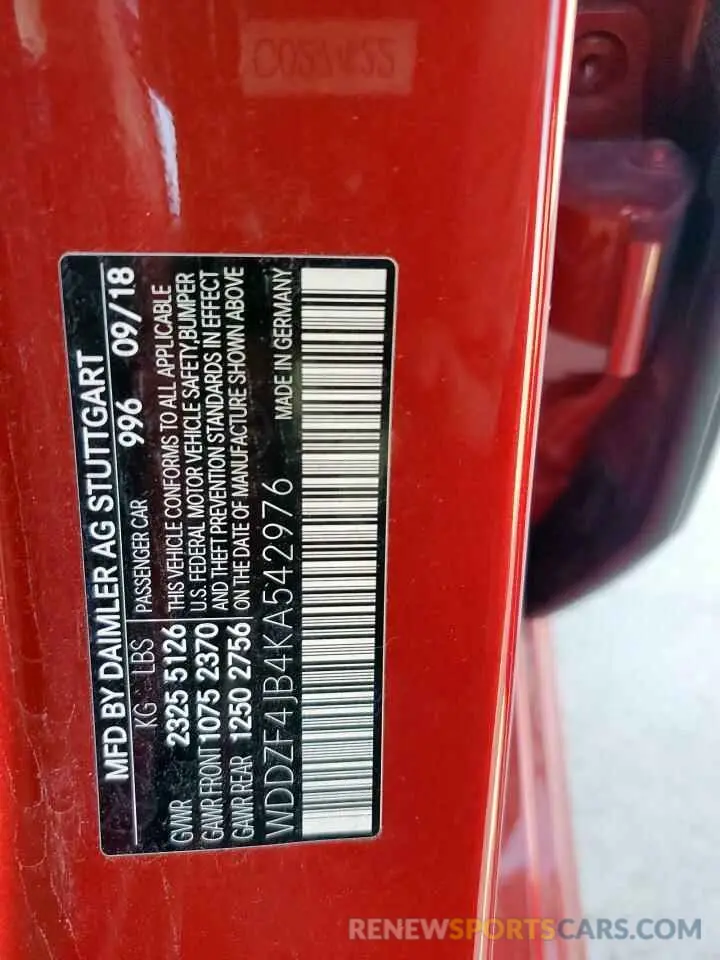 MFD BY DAIMLER AG STUTTGART
KG LBS PASSENGER CAR 996 09/18
GVWR 2325 5126 THIS VEHICLE CONFORMS TO ALL APPLICABLE
GAWR FRONT 1075 2370 U.S. FEDERAL MOTOR VEHICLE SAFETY, BUMPER
GAWR REAR 1250 2756 AND THEFT PREVENTION STANDARDS IN EFFECT
ON THE DATE OF MANUFACTURE SHOWN ABOVE
WDDZF4JB4KA542976 MADE IN GERMANY
RENEWSPORTSCARS.COM